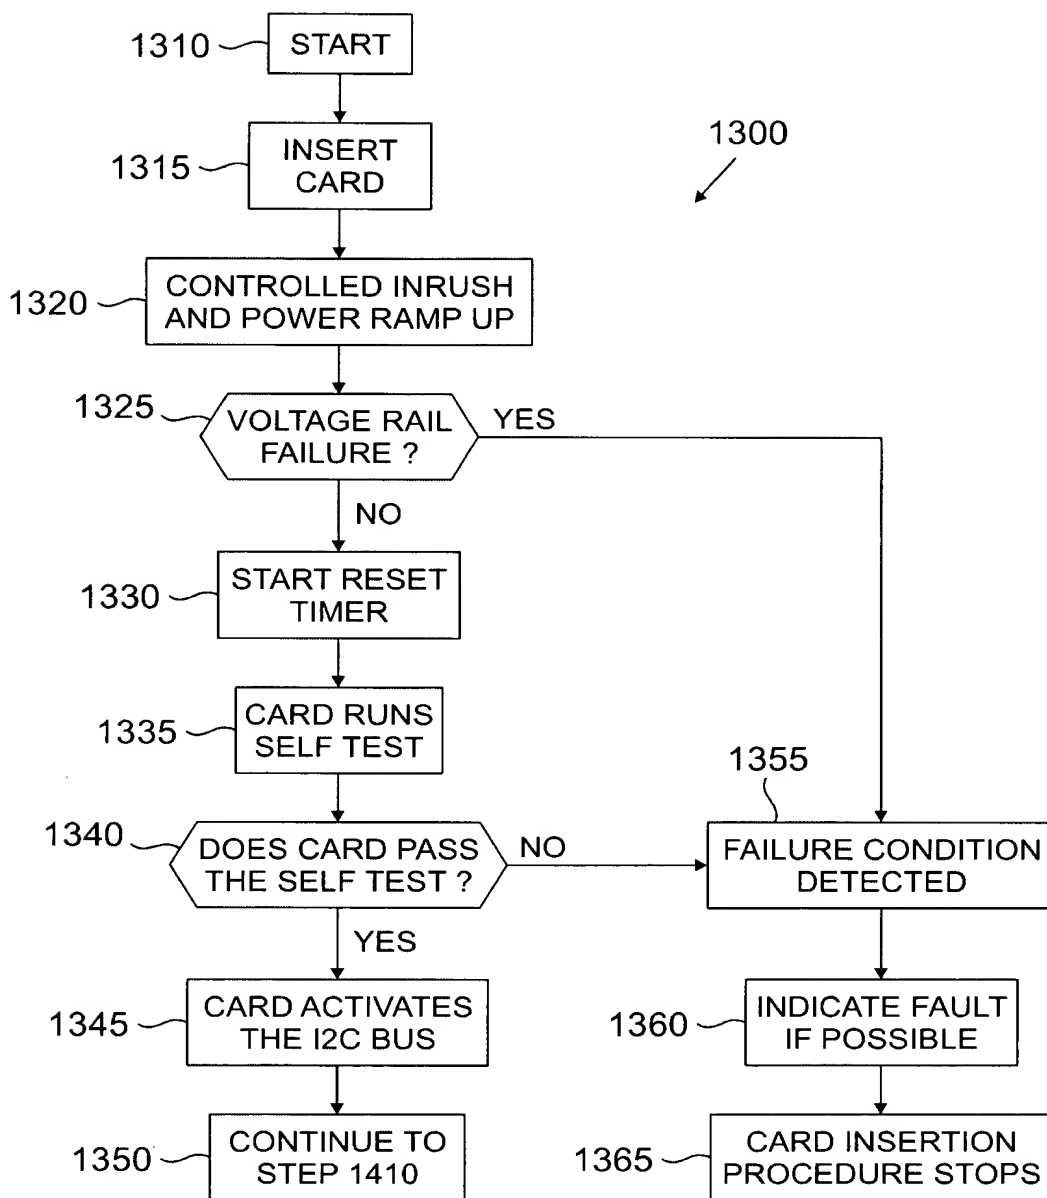 1310
START
1315
INSERT
CARD
1300
1320
CONTROLLED INRUSH
AND POWER RAMP UP
1325
VOLTAGE RAIL
FAILURE ?
YES
NO
1330
START RESET
TIMER
1335
CARD RUNS
SELF TEST
1340
DOES CARD PASS
THE SELF TEST ?
NO
YES
1355
FAILURE CONDITION
DETECTED
1345
CARD ACTIVATES
THE I2C BUS
1360
INDICATE FAULT
IF POSSIBLE
1350
CONTINUE TO
STEP 1410
1365
CARD INSERTION
PROCEDURE STOPS